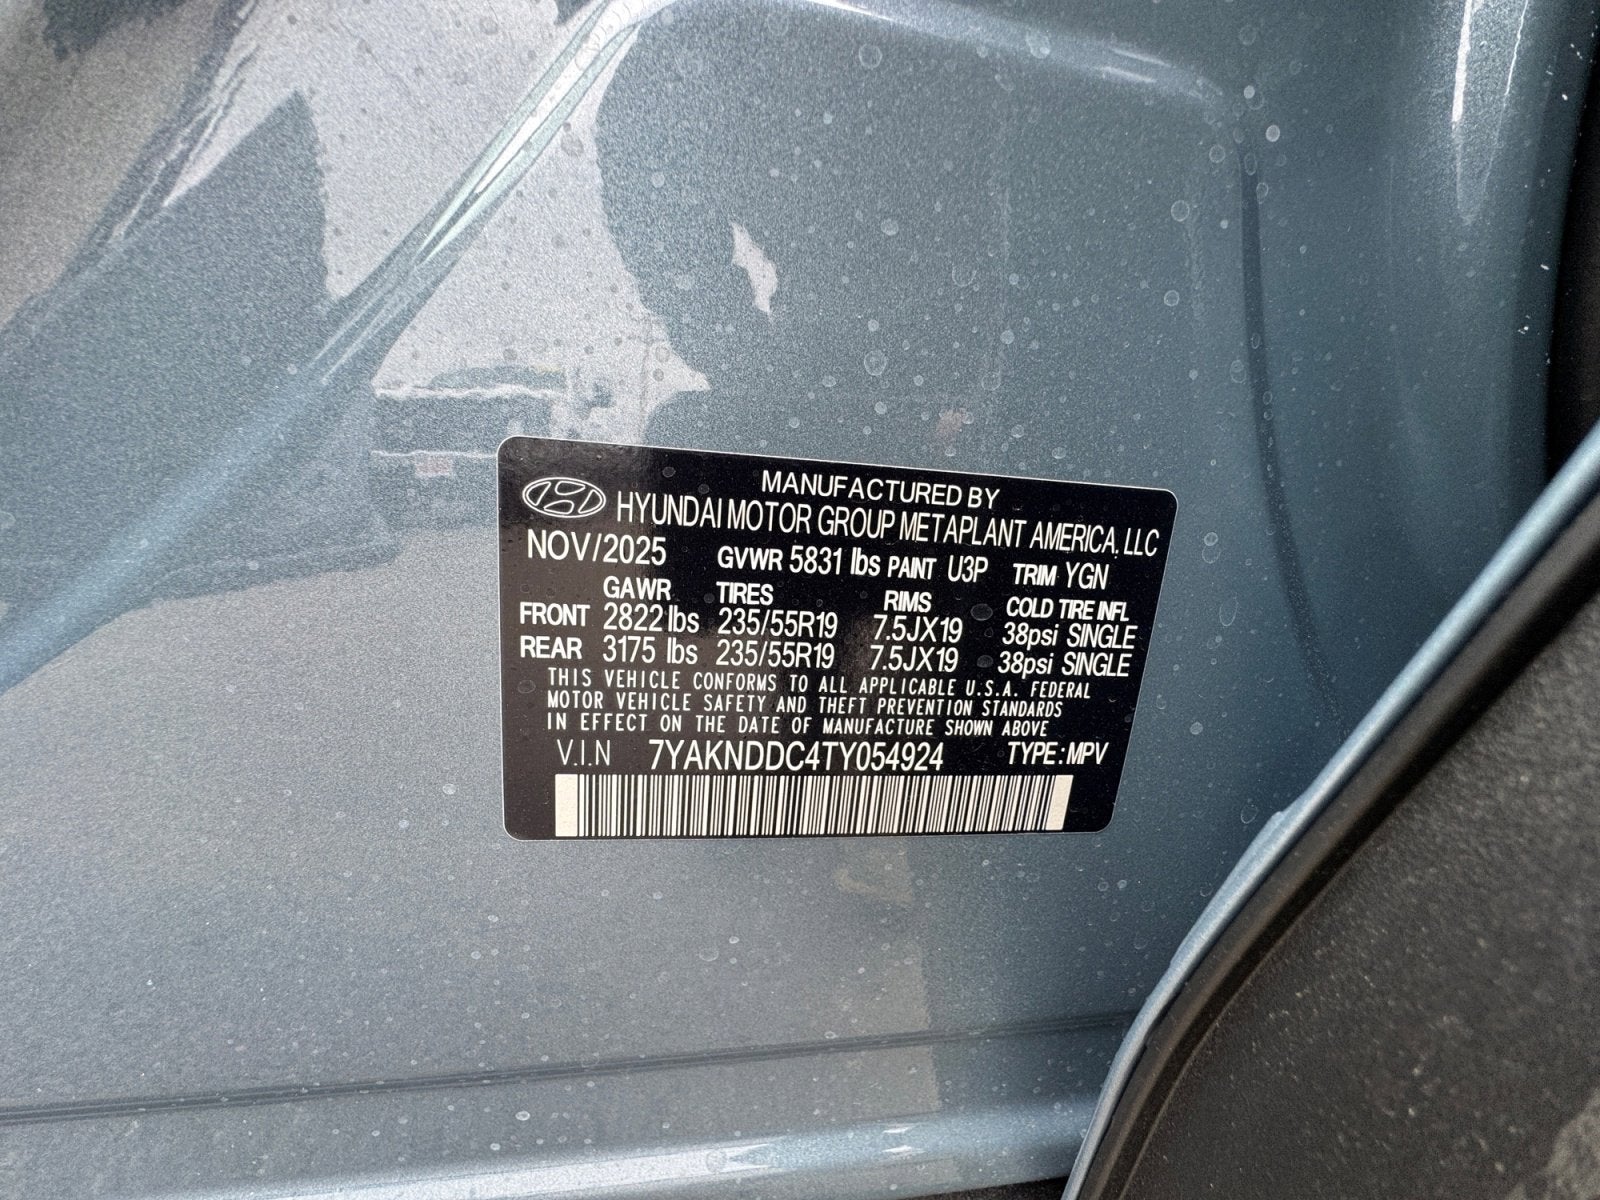 MANUFACTURED BY
HYUNDAI MOTOR GROUP METAPLANT AMERICA, LLC
NOV/2025 GVWR 5831 lbs PAINT U3P TRIM YGN
GAWR TIRES RIMS COLD TIRE INFL
FRONT 2822 lbs 235/55R19 7.5JX19 38psi SINGLE
REAR 3175 lbs 235/55R19 7.5JX19 38psi SINGLE
THIS VEHICLE CONFORMS TO ALL APPLICABLE U.S.A. FEDERAL
MOTOR VEHICLE SAFETY AND THEFT PREVENTION STANDARDS
IN EFFECT ON THE DATE OF MANUFACTURE SHOWN ABOVE
V.I.N 7YAKNDDC4TY054924 TYPE:MPV